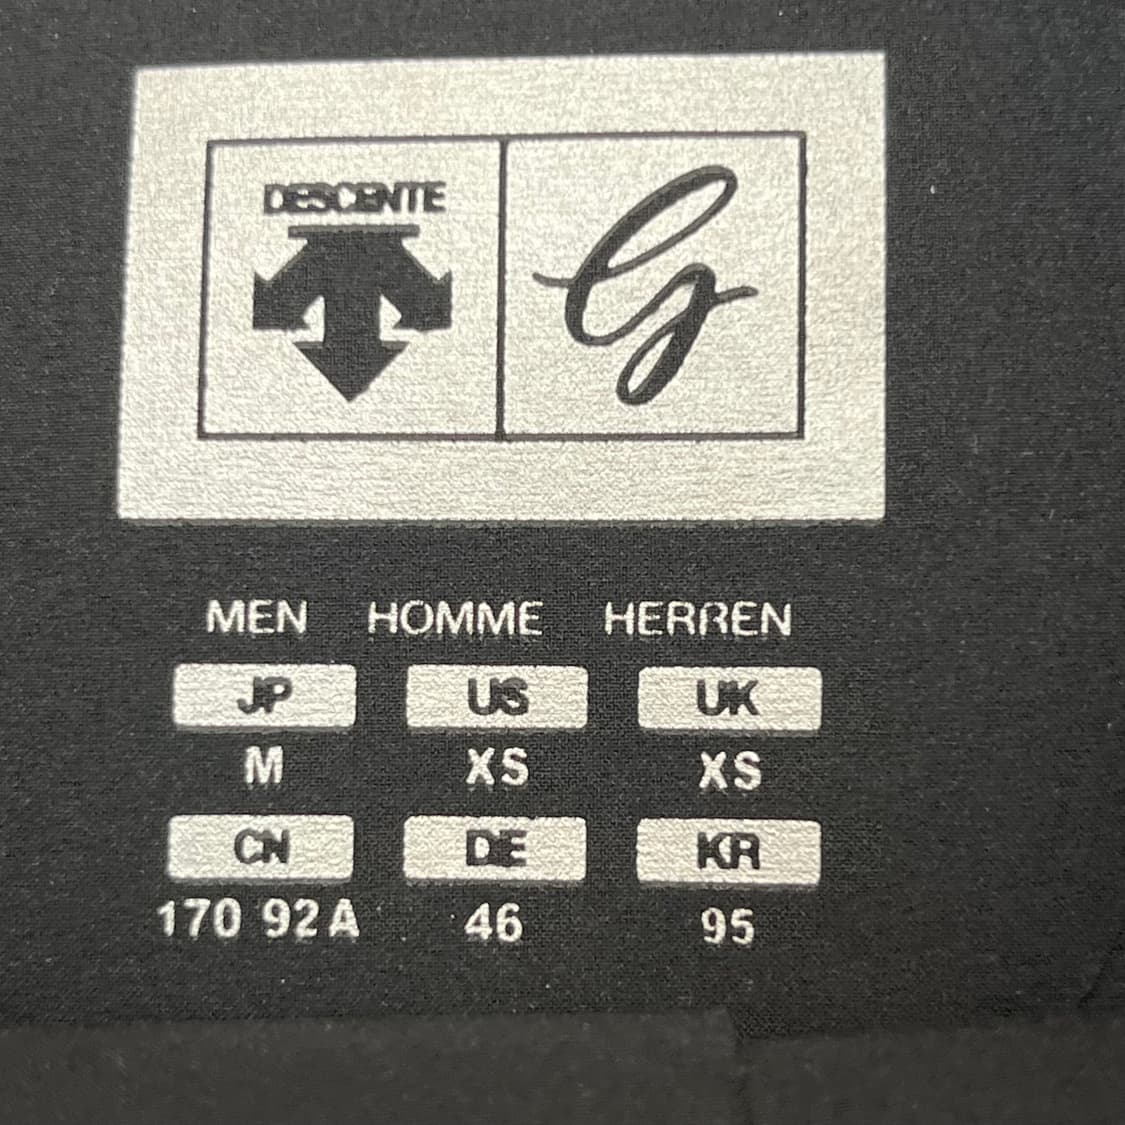 DESCENTE
G
MEN HOMME HERREN
JP US UK
M XS XS
CN DE KR
170 92 A 46 95